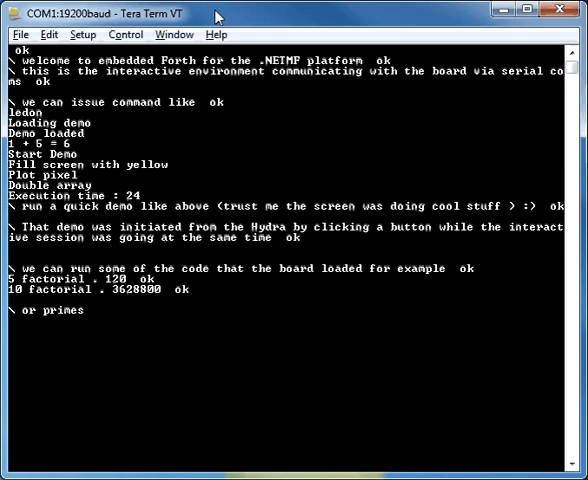 COM1:19200baud - Tera Term VT
File Edit Setup Control Window Help
ok
\ welcome to embedded Forth for the .NETMF platform  ok
\ this is the interactive environment communicating with the board via serial co
ms  ok
\ we can issue command like  ok
ledon
Loading demo
Demo loaded
1 + 5 = 6
Start Demo
Fill screen with yellow
Plot pixel
Double array
Execution time : 24
\ run a quick demo like above (trust me the screen was doing cool stuff ) :)  ok
\ That demo was initiated from the Hydra by clicking a button while the interact
ive session was going at the same time  ok
\ we can run some of the code that the board loaded for example  ok
5 factorial . 120  ok
10 factorial . 3628800  ok
\ or primes